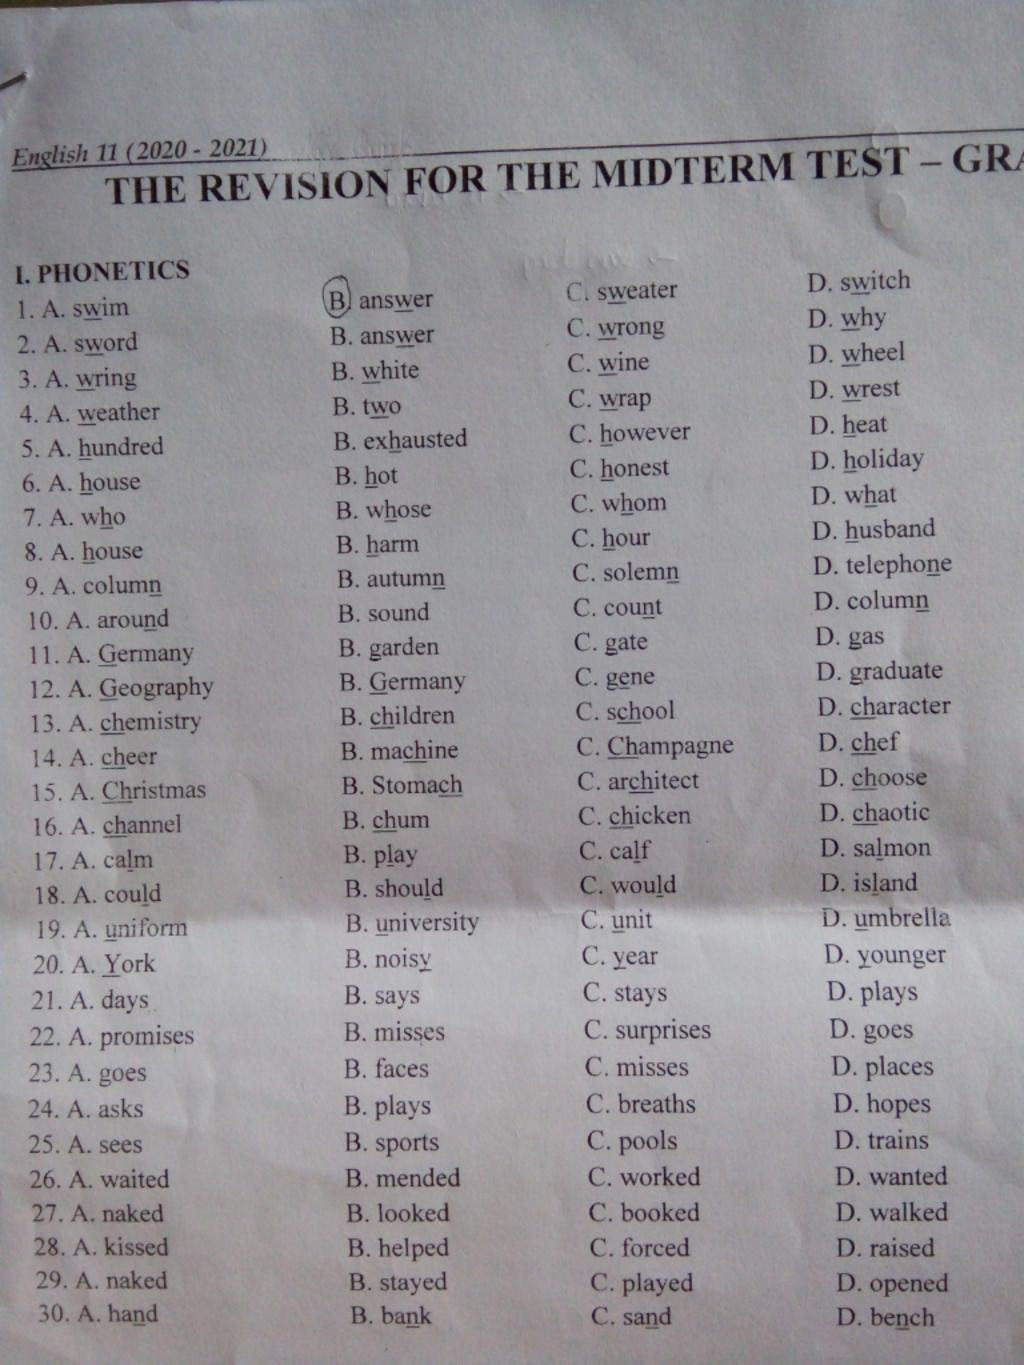 English 11 (2020 - 2021)
THE REVISION FOR THE MIDTERM TEST – GRA
I. PHONETICS
1. A. swim B. answer C. sweater D. switch
2. A. sword B. answer C. wrong D. why
3. A. wring B. white C. wine D. wheel
4. A. weather B. two C. wrap D. wrest
5. A. hundred B. exhausted C. however D. heat
6. A. house B. hot C. honest D. holiday
7. A. who B. whose C. whom D. what
8. A. house B. harm C. hour D. husband
9. A. column B. autumn C. solemn D. telephone
10. A. around B. sound C. count D. column
11. A. Germany B. garden C. gate D. gas
12. A. Geography B. Germany C. gene D. graduate
13. A. chemistry B. children C. school D. character
14. A. cheer B. machine C. Champagne D. chef
15. A. Christmas B. Stomach C. architect D. choose
16. A. channel B. chum C. chicken D. chaotic
17. A. calm B. play C. calf D. salmon
18. A. could B. should C. would D. island
19. A. uniform B. university C. unit D. umbrella
20. A. York B. noisy C. year D. younger
21. A. days B. says C. stays D. plays
22. A. promises B. misses C. surprises D. goes
23. A. goes B. faces C. misses D. places
24. A. asks B. plays C. breaths D. hopes
25. A. sees B. sports C. pools D. trains
26. A. waited B. mended C. worked D. wanted
27. A. naked B. looked C. booked D. walked
28. A. kissed B. helped C. forced D. raised
29. A. naked B. stayed C. played D. opened
30. A. hand B. bank C. sand D. bench